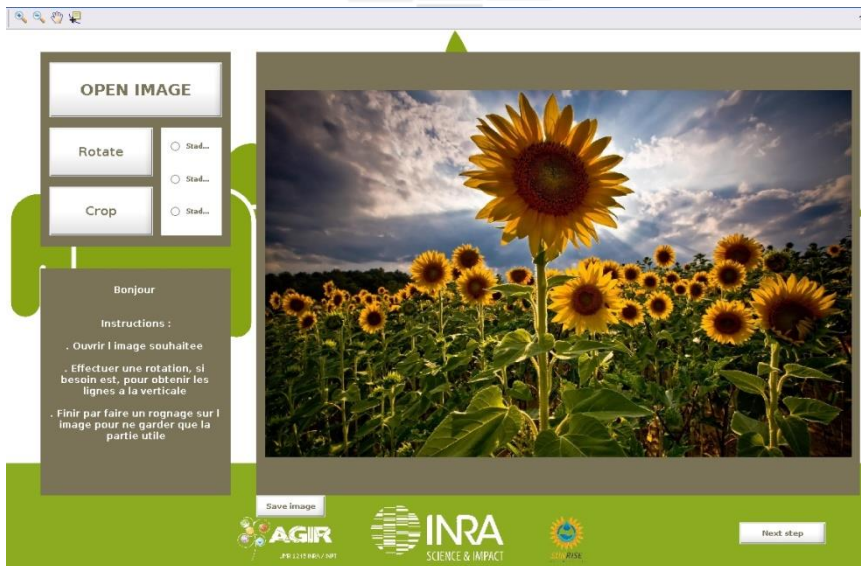 OPEN IMAGE
Rotate
Stad...
Stad...
Crop
Stad...
Bonjour
Instructions :
. Ouvrir l image souhaitee
. Effectuer une rotation, si
besoin est, pour obtenir les
lignes a la verticale
. Finir par faire un rognage sur l
image pour ne garder que la
partie utile
Save image
AGIR
INRA
SCIENCE & IMPACT
Next step